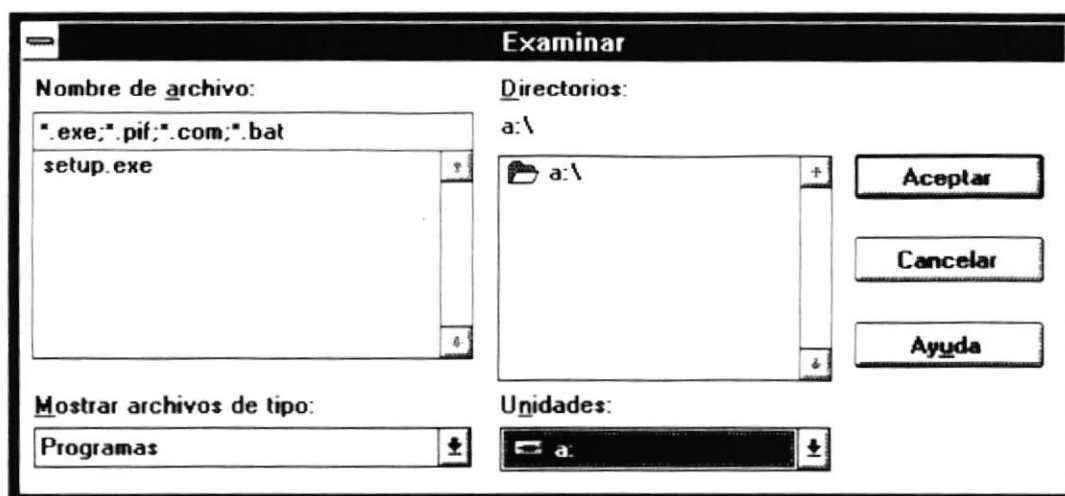 Examinar
Nombre de archivo:
*.exe;*.pif;*.com;*.bat
setup.exe
Directorios:
a:\
a:\
Aceptar
Cancelar
Ayuda
Mostrar archivos de tipo:
Programas
Unidades:
a: